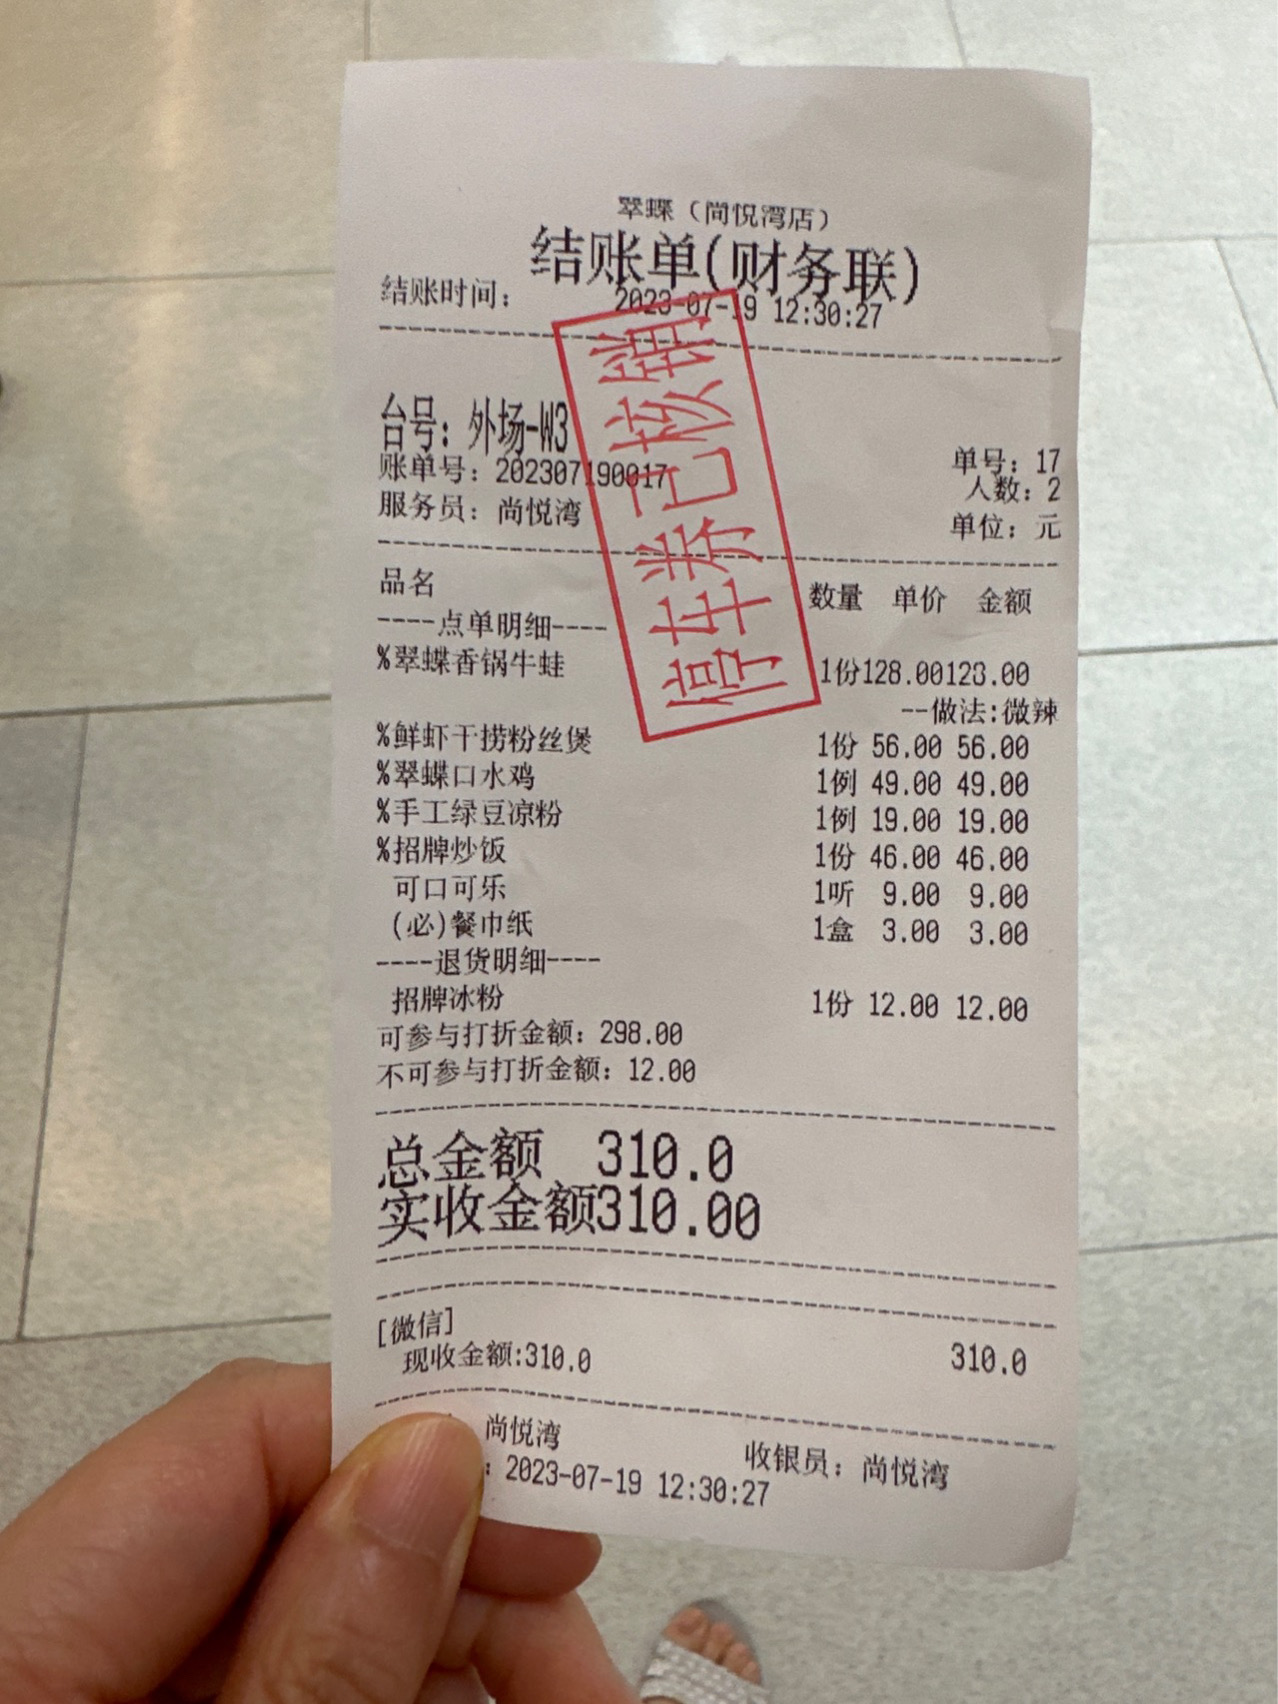 翠蝶（尚悦湾店）
结账单(财务联)
结账时间： 2023-07-19 12:30:27
停车券已核销
台号：外场-W3
账单号：202307190017 单号：17
人数：2
服务员：尚悦湾 单位：元
品名 数量 单价 金额
----点单明细----
%翠蝶香锅牛蛙 1份128.00123.00
--做法:微辣
%鲜虾干捞粉丝煲 1份 56.00 56.00
%翠蝶口水鸡 1例 49.00 49.00
%手工绿豆凉粉 1例 19.00 19.00
%招牌炒饭 1份 46.00 46.00
可口可乐 1听 9.00 9.00
(必)餐巾纸 1盒 3.00 3.00
----退货明细----
招牌冰粉 1份 12.00 12.00
可参与打折金额：298.00
不可参与打折金额：12.00
总金额 310.0
实收金额310.00
[微信]
现收金额:310.0 310.0
尚悦湾 收银员：尚悦湾
：2023-07-19 12:30:27